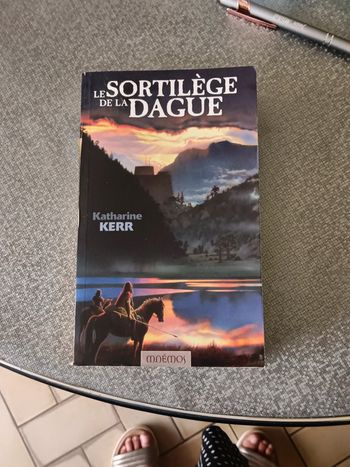 LE SORTILÈGE
DE LA DAGUE
Katharine
KERR
MNÉMOS